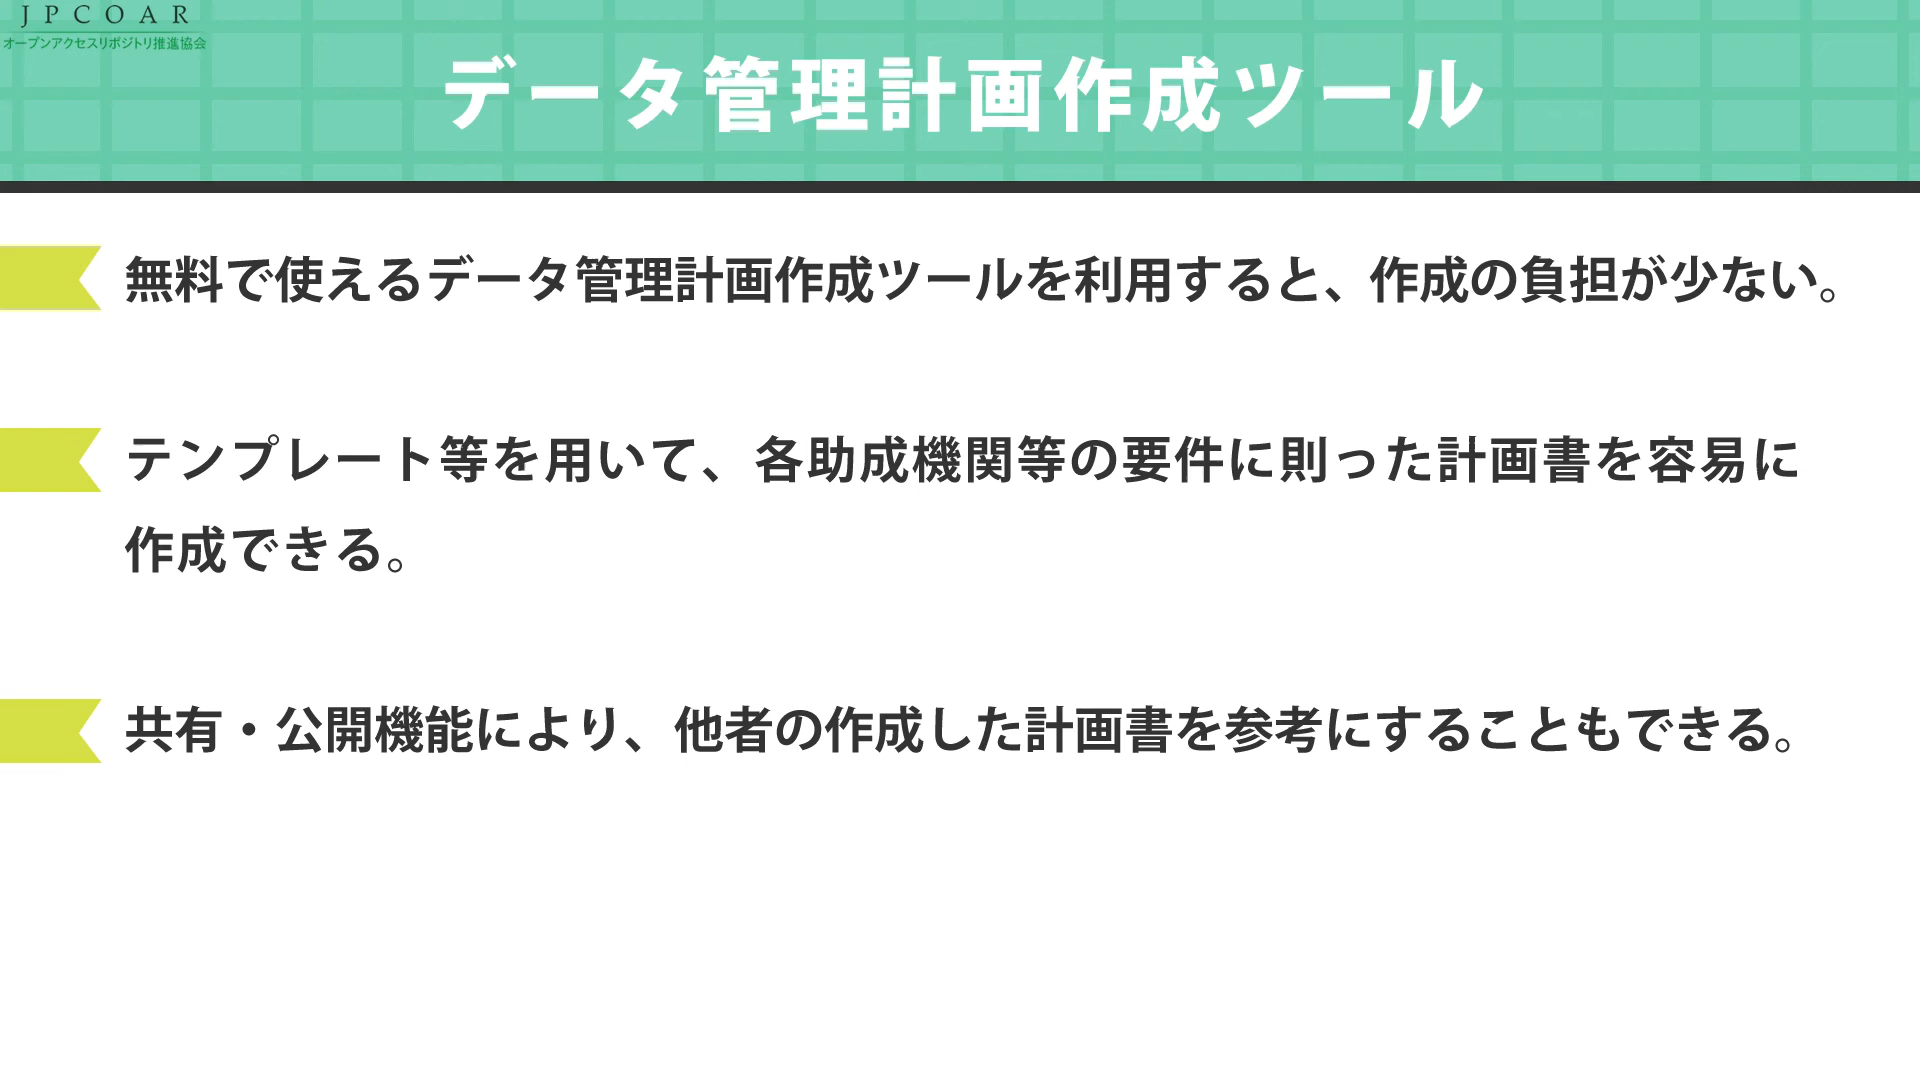 JPCOAR
オープンアクセスリポジトリ推進協会
データ管理計画作成ツール
無料で使えるデータ管理計画作成ツールを利用すると、作成の負担が少ない。
テンプレート等を用いて、各助成機関等の要件に則った計画書を容易に
作成できる。
共有・公開機能により、他者の作成した計画書を参考にすることもできる。